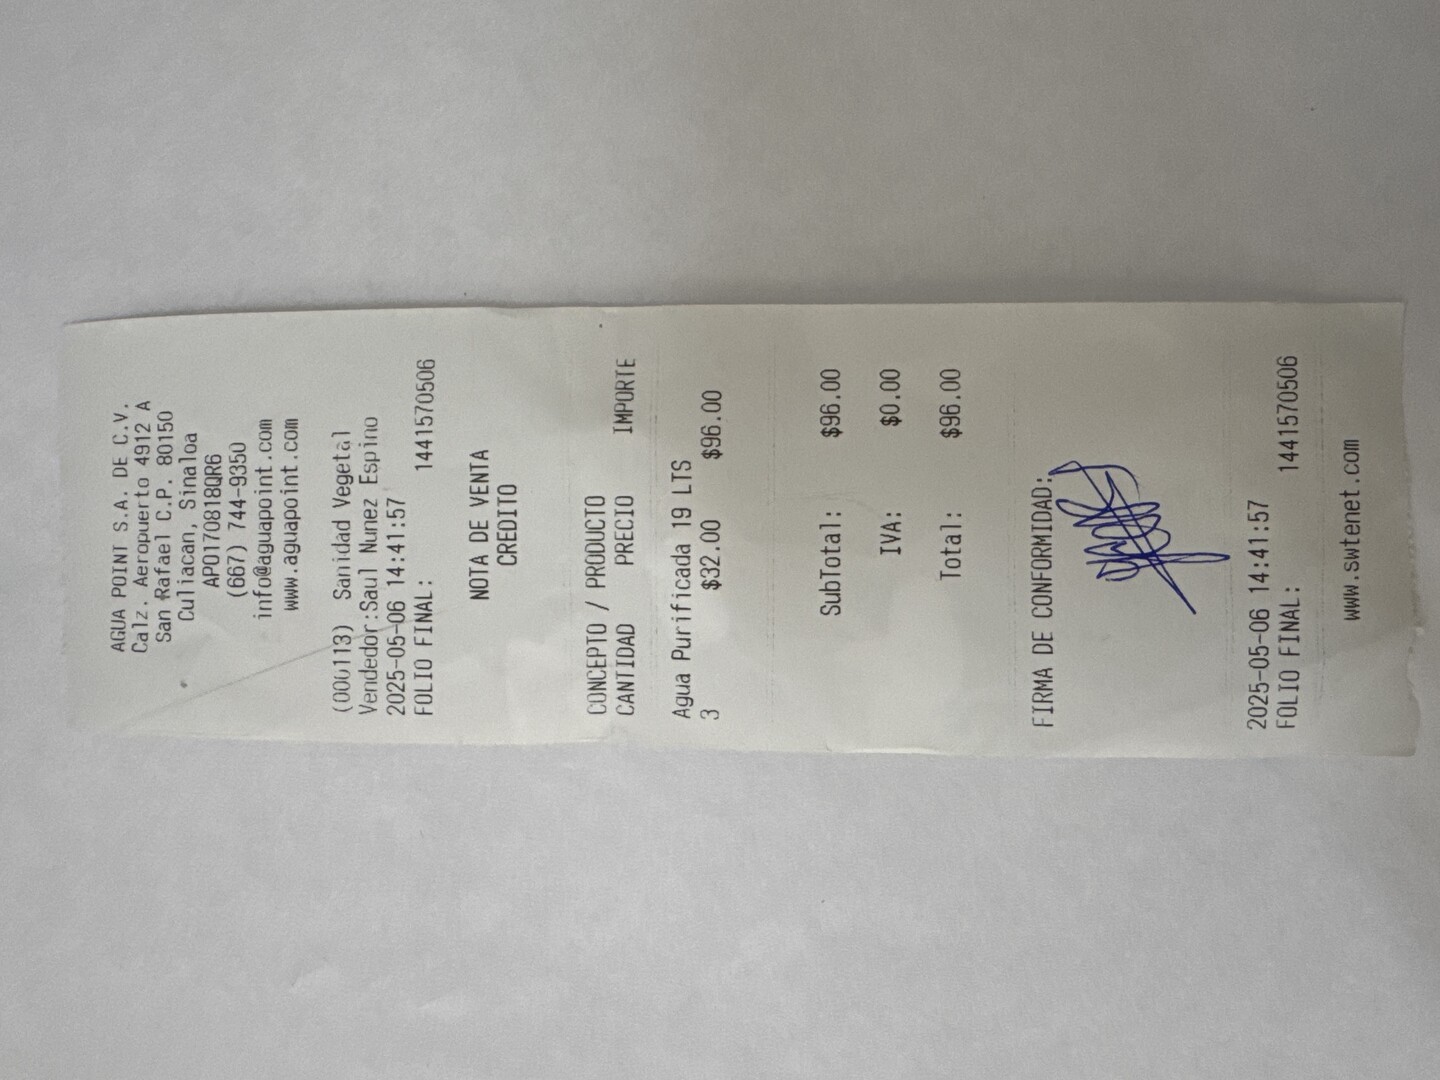 AGUA POINT S.A. DE C.V.
Calz. Aeropuerto 4912 A
San Rafael C.P. 80150
Culiacan, Sinaloa
APO170818QR6
(667) 744-9350
info@aguapoint.com
www.aguapoint.com
(000113) Sanidad Vegetal
Vendedor:Saul Nunez Espino
2025-05-06 14:41:57
FOLIO FINAL: 1441570506
NOTA DE VENTA
CREDITO
CONCEPTO / PRODUCTO
CANTIDAD PRECIO IMPORTE
Agua Purificada 19 LTS
3 $32.00 $96.00
SubTotal: $96.00
IVA: $0.00
Total: $96.00
FIRMA DE CONFORMIDAD:
2025-05-06 14:41:57
FOLIO FINAL: 1441570506
www.swtenet.com